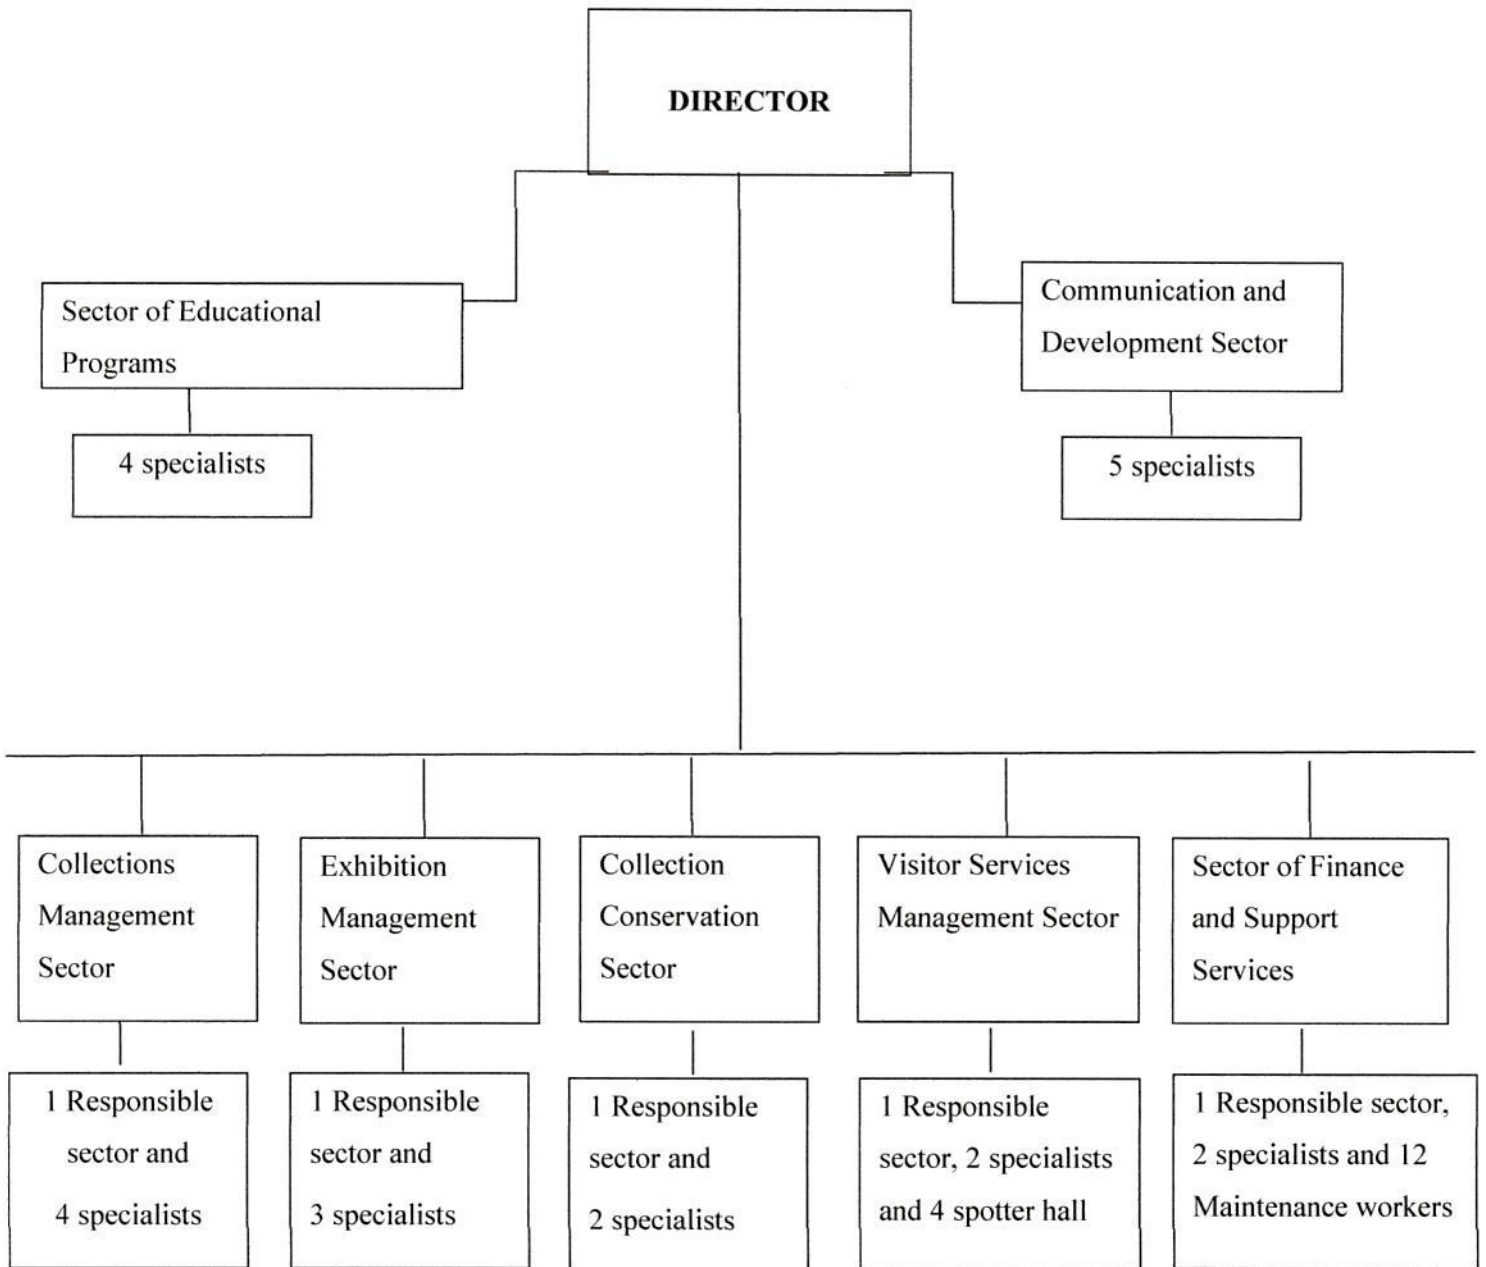 DIRECTOR
Sector of Educational
Programs
4 specialists
Communication and
Development Sector
5 specialists
Collections
Management
Sector
Exhibition
Management
Sector
Collection
Conservation
Sector
Visitor Services
Management Sector
Sector of Finance
and Support
Services
1 Responsible
sector and
4 specialists
1 Responsible
sector and
3 specialists
1 Responsible
sector and
2 specialists
1 Responsible
sector, 2 specialists
and 4 spotter hall
1 Responsible sector,
2 specialists and 12
Maintenance workers